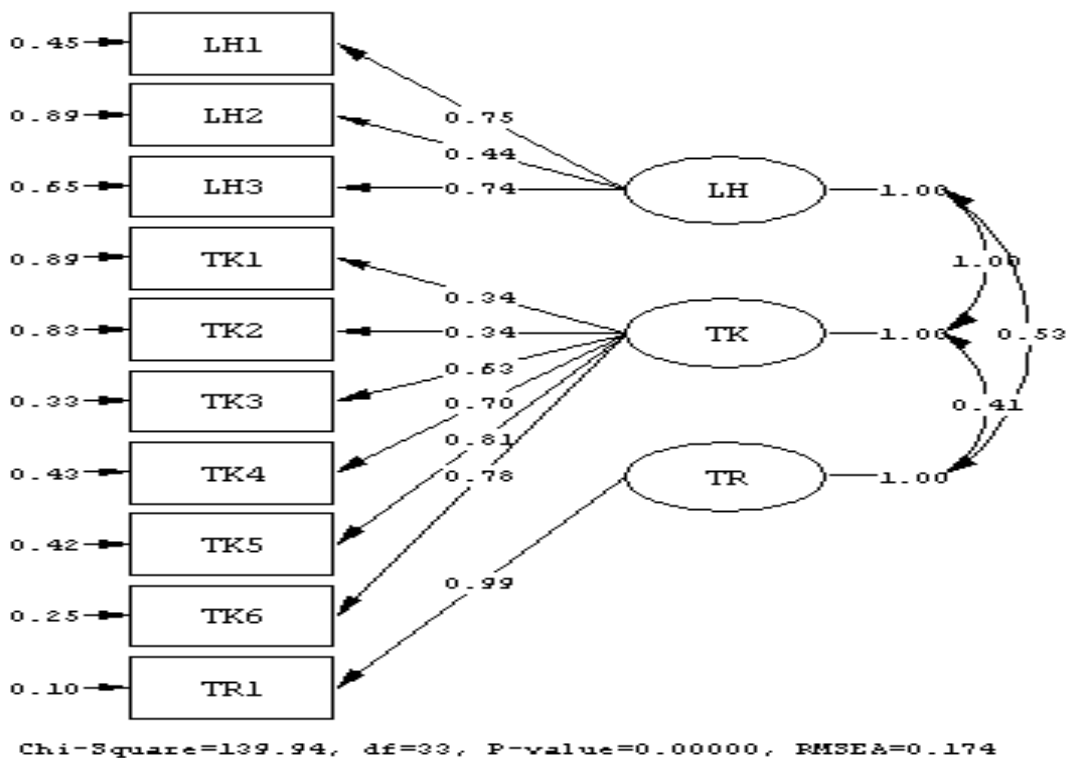 0.45 LH1
0.75
0.89 LH2
0.44
0.65 LH3 0.74 LH 1.00
0.89 TK1
1.00
0.34
0.83 TK2 0.34 TK 1.00 0.53
0.63
0.33 TK3
0.70 0.41
0.81
0.43 TK4 0.78 TR 1.00
0.42 TK5
0.99
0.25 TK6
0.10 TR1
Chi-Square=139.94, df=33, P-value=0.00000, RMSEA=0.174